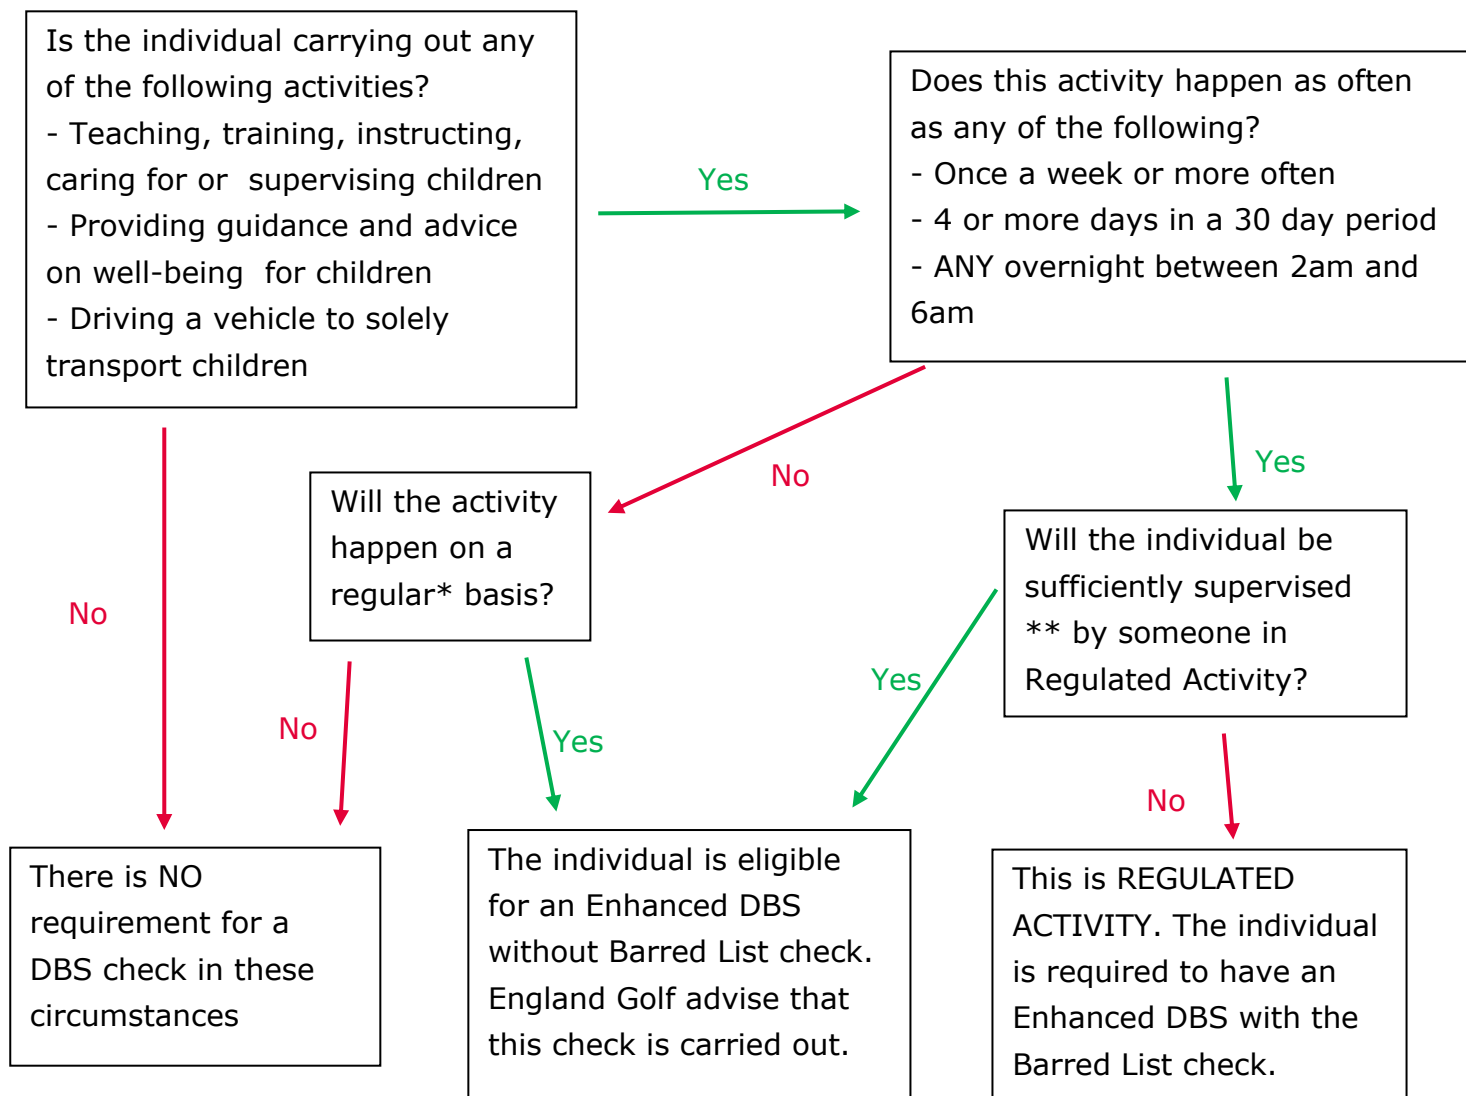 Is the individual carrying out any
of the following activities?
- Teaching, training, instructing,
caring for or  supervising children
- Providing guidance and advice
on well-being  for children
- Driving a vehicle to solely
transport children
Yes
Does this activity happen as often
as any of the following?
- Once a week or more often
- 4 or more days in a 30 day period
- ANY overnight between 2am and
6am
No
Yes
Will the activity
happen on a
regular* basis?
Will the individual be
sufficiently supervised
** by someone in
Regulated Activity?
No
Yes
No
Yes
No
There is NO
requirement for a
DBS check in these
circumstances
The individual is eligible
for an Enhanced DBS
without Barred List check.
England Golf advise that
this check is carried out.
This is REGULATED
ACTIVITY. The individual
is required to have an
Enhanced DBS with the
Barred List check.